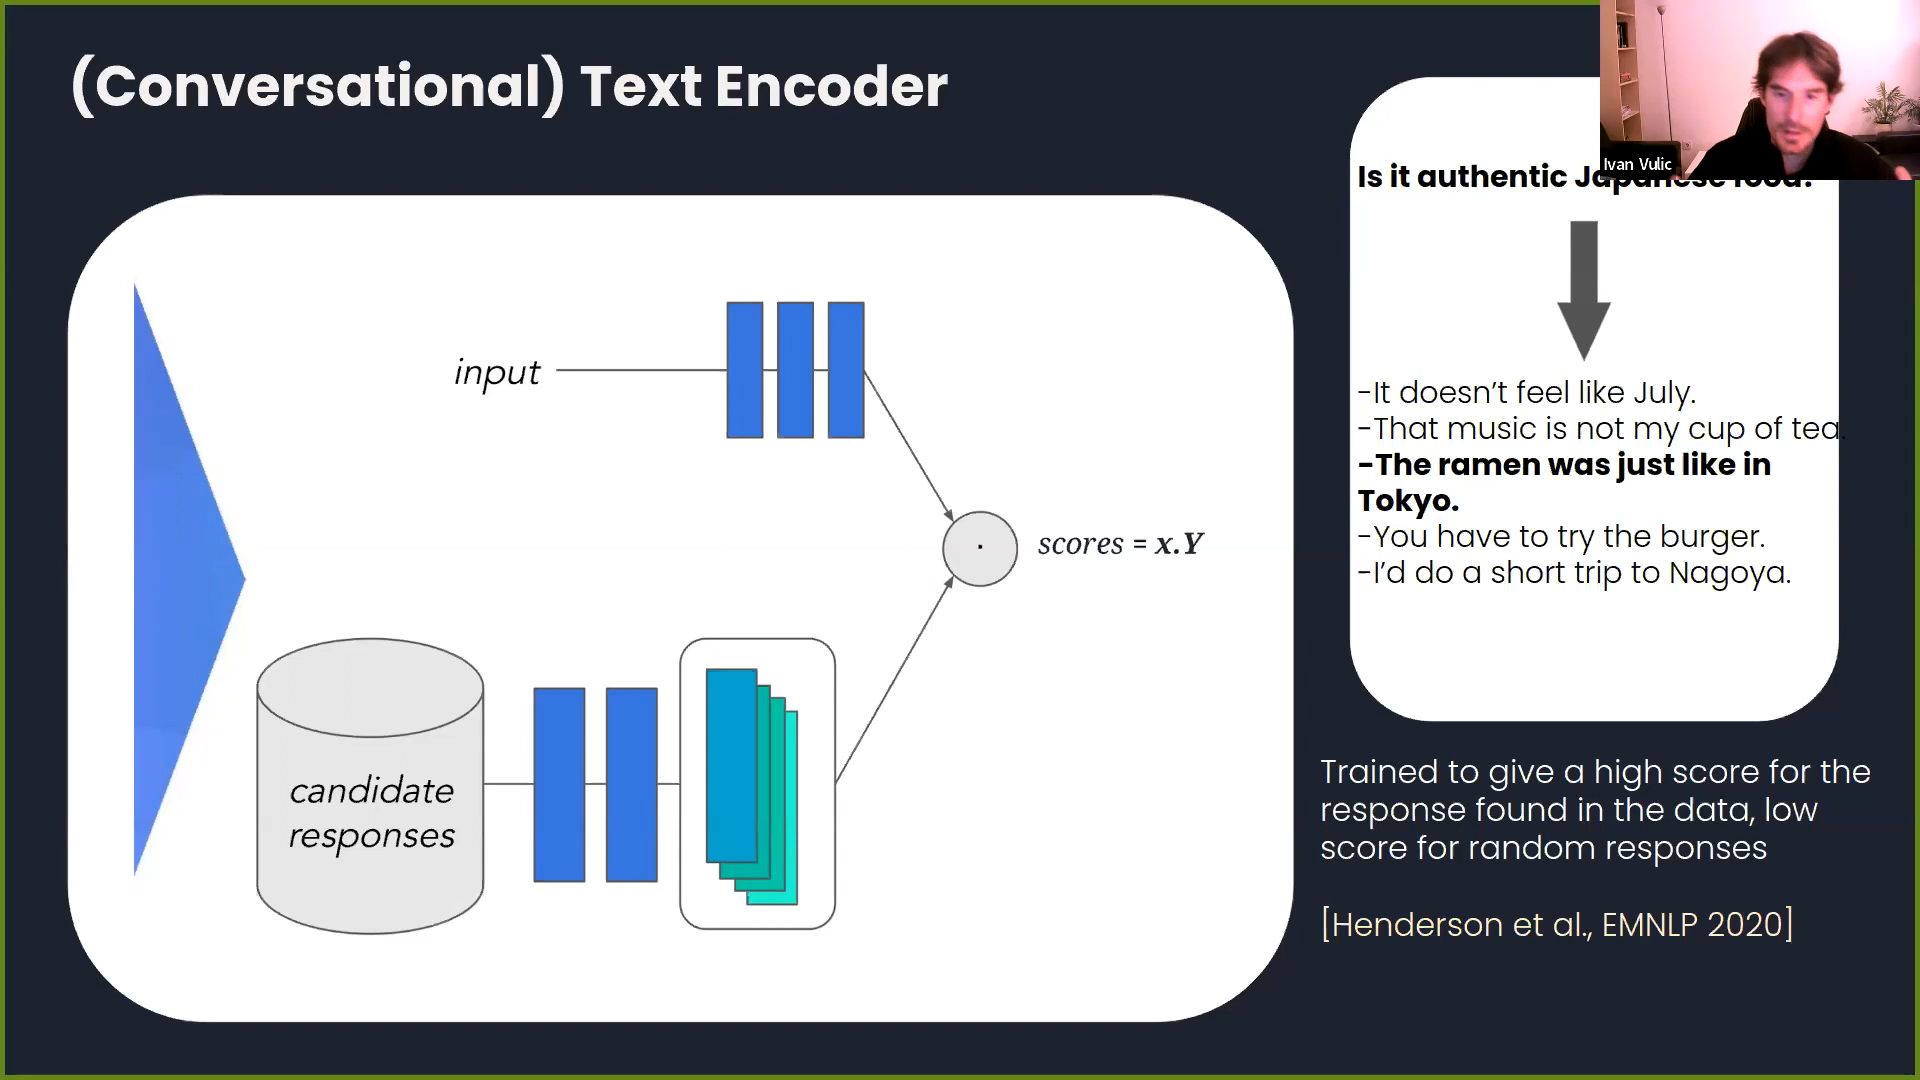 (Conversational) Text Encoder
Ivan Vulic
Is it authentic Japanese food?
input
scores = x.Y
candidate
responses
-It doesn’t feel like July.
-That music is not my cup of tea.
-The ramen was just like in
Tokyo.
-You have to try the burger.
-I’d do a short trip to Nagoya.
Trained to give a high score for the
response found in the data, low
score for random responses
[Henderson et al., EMNLP 2020]